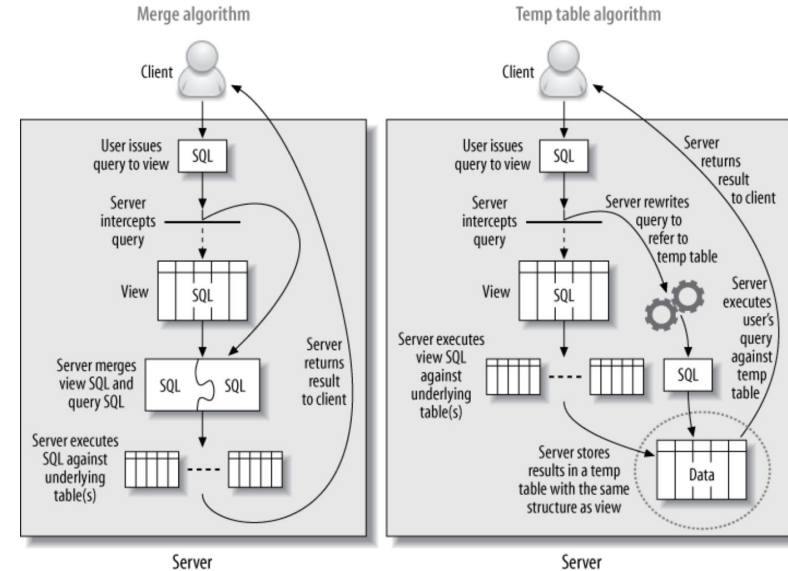 Merge algorithm
Client
User issues
query to view
SQL
Server
intercepts
query
View
SQL
Server merges
view SQL and
query SQL
SQL
SQL
Server
returns
result
to client
Server executes
SQL against
underlying
table(s)
Server
Temp table algorithm
Client
User issues
query to view
SQL
Server
returns
result
to client
Server
intercepts
query
Server rewrites
query to
refer to
temp table
View
SQL
Server
executes
user's
query
against
temp
table
Server executes
view SQL
against
underlying
table(s)
SQL
Server stores
results in a temp
table with the same
structure as view
Data
Server